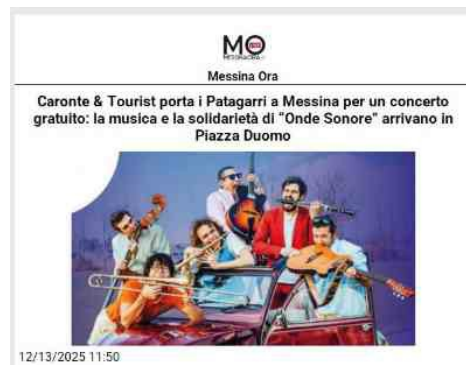 MO
MESSINAORA
Messina Ora
Caronte & Tourist porta i Patagarri a Messina per un concerto
gratuito: la musica e la solidarietà di "Onde Sonore" arrivano in
Piazza Duomo
12/13/2025 11:50